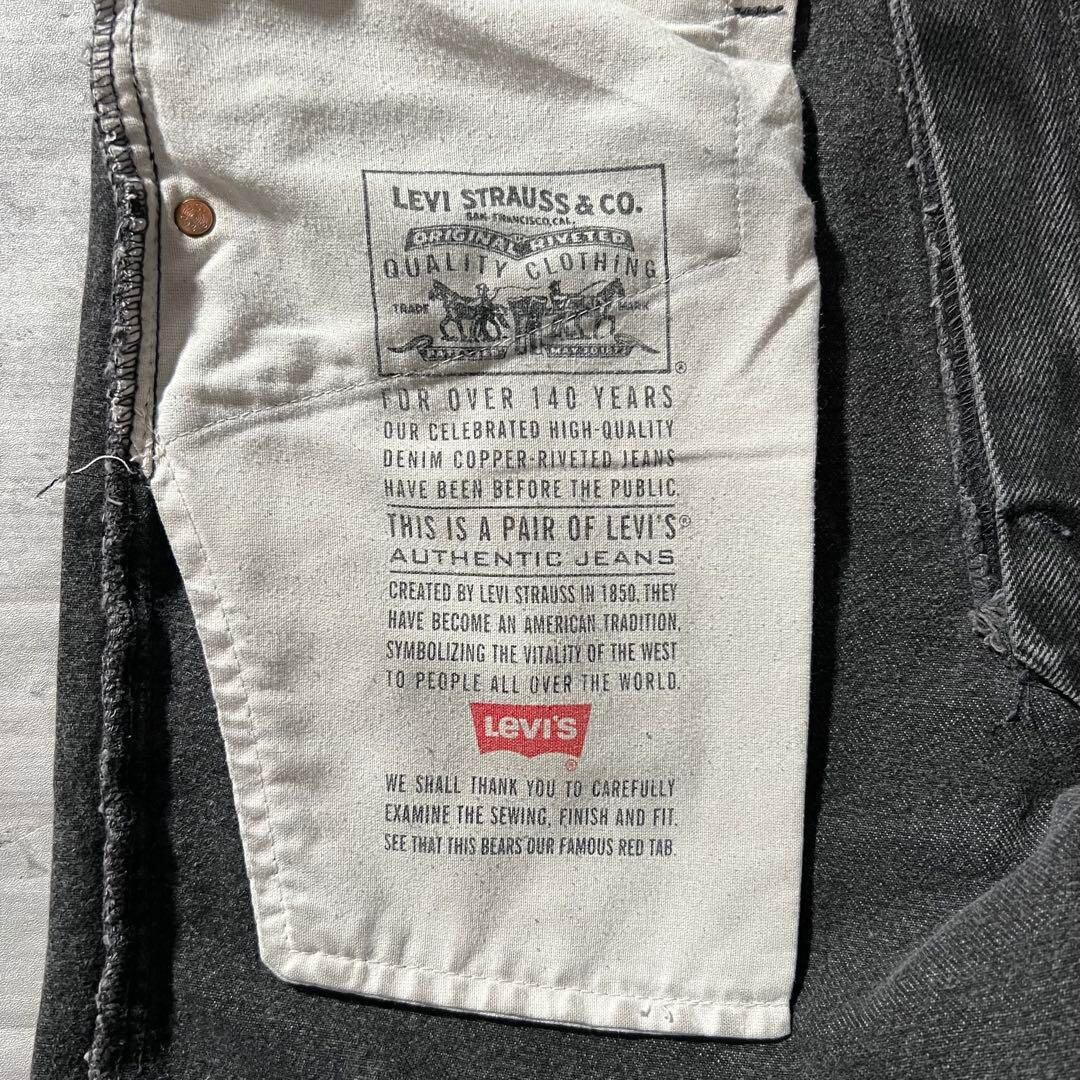 LEVI STRAUSS & CO.
SAN FRANCISCO, CAL.
ORIGINAL RIVETED
QUALITY CLOTHING
TRADE MARK
PATENTED MAY 20 1873
®
FOR OVER 140 YEARS
OUR CELEBRATED HIGH-QUALITY
DENIM COPPER-RIVETED JEANS
HAVE BEEN BEFORE THE PUBLIC.
THIS IS A PAIR OF LEVI'S®
AUTHENTIC JEANS
CREATED BY LEVI STRAUSS IN 1850. THEY
HAVE BECOME AN AMERICAN TRADITION,
SYMBOLIZING THE VITALITY OF THE WEST
TO PEOPLE ALL OVER THE WORLD.
LEVI'S
®
WE SHALL THANK YOU TO CAREFULLY
EXAMINE THE SEWING, FINISH AND FIT.
SEE THAT THIS BEARS OUR FAMOUS RED TAB.